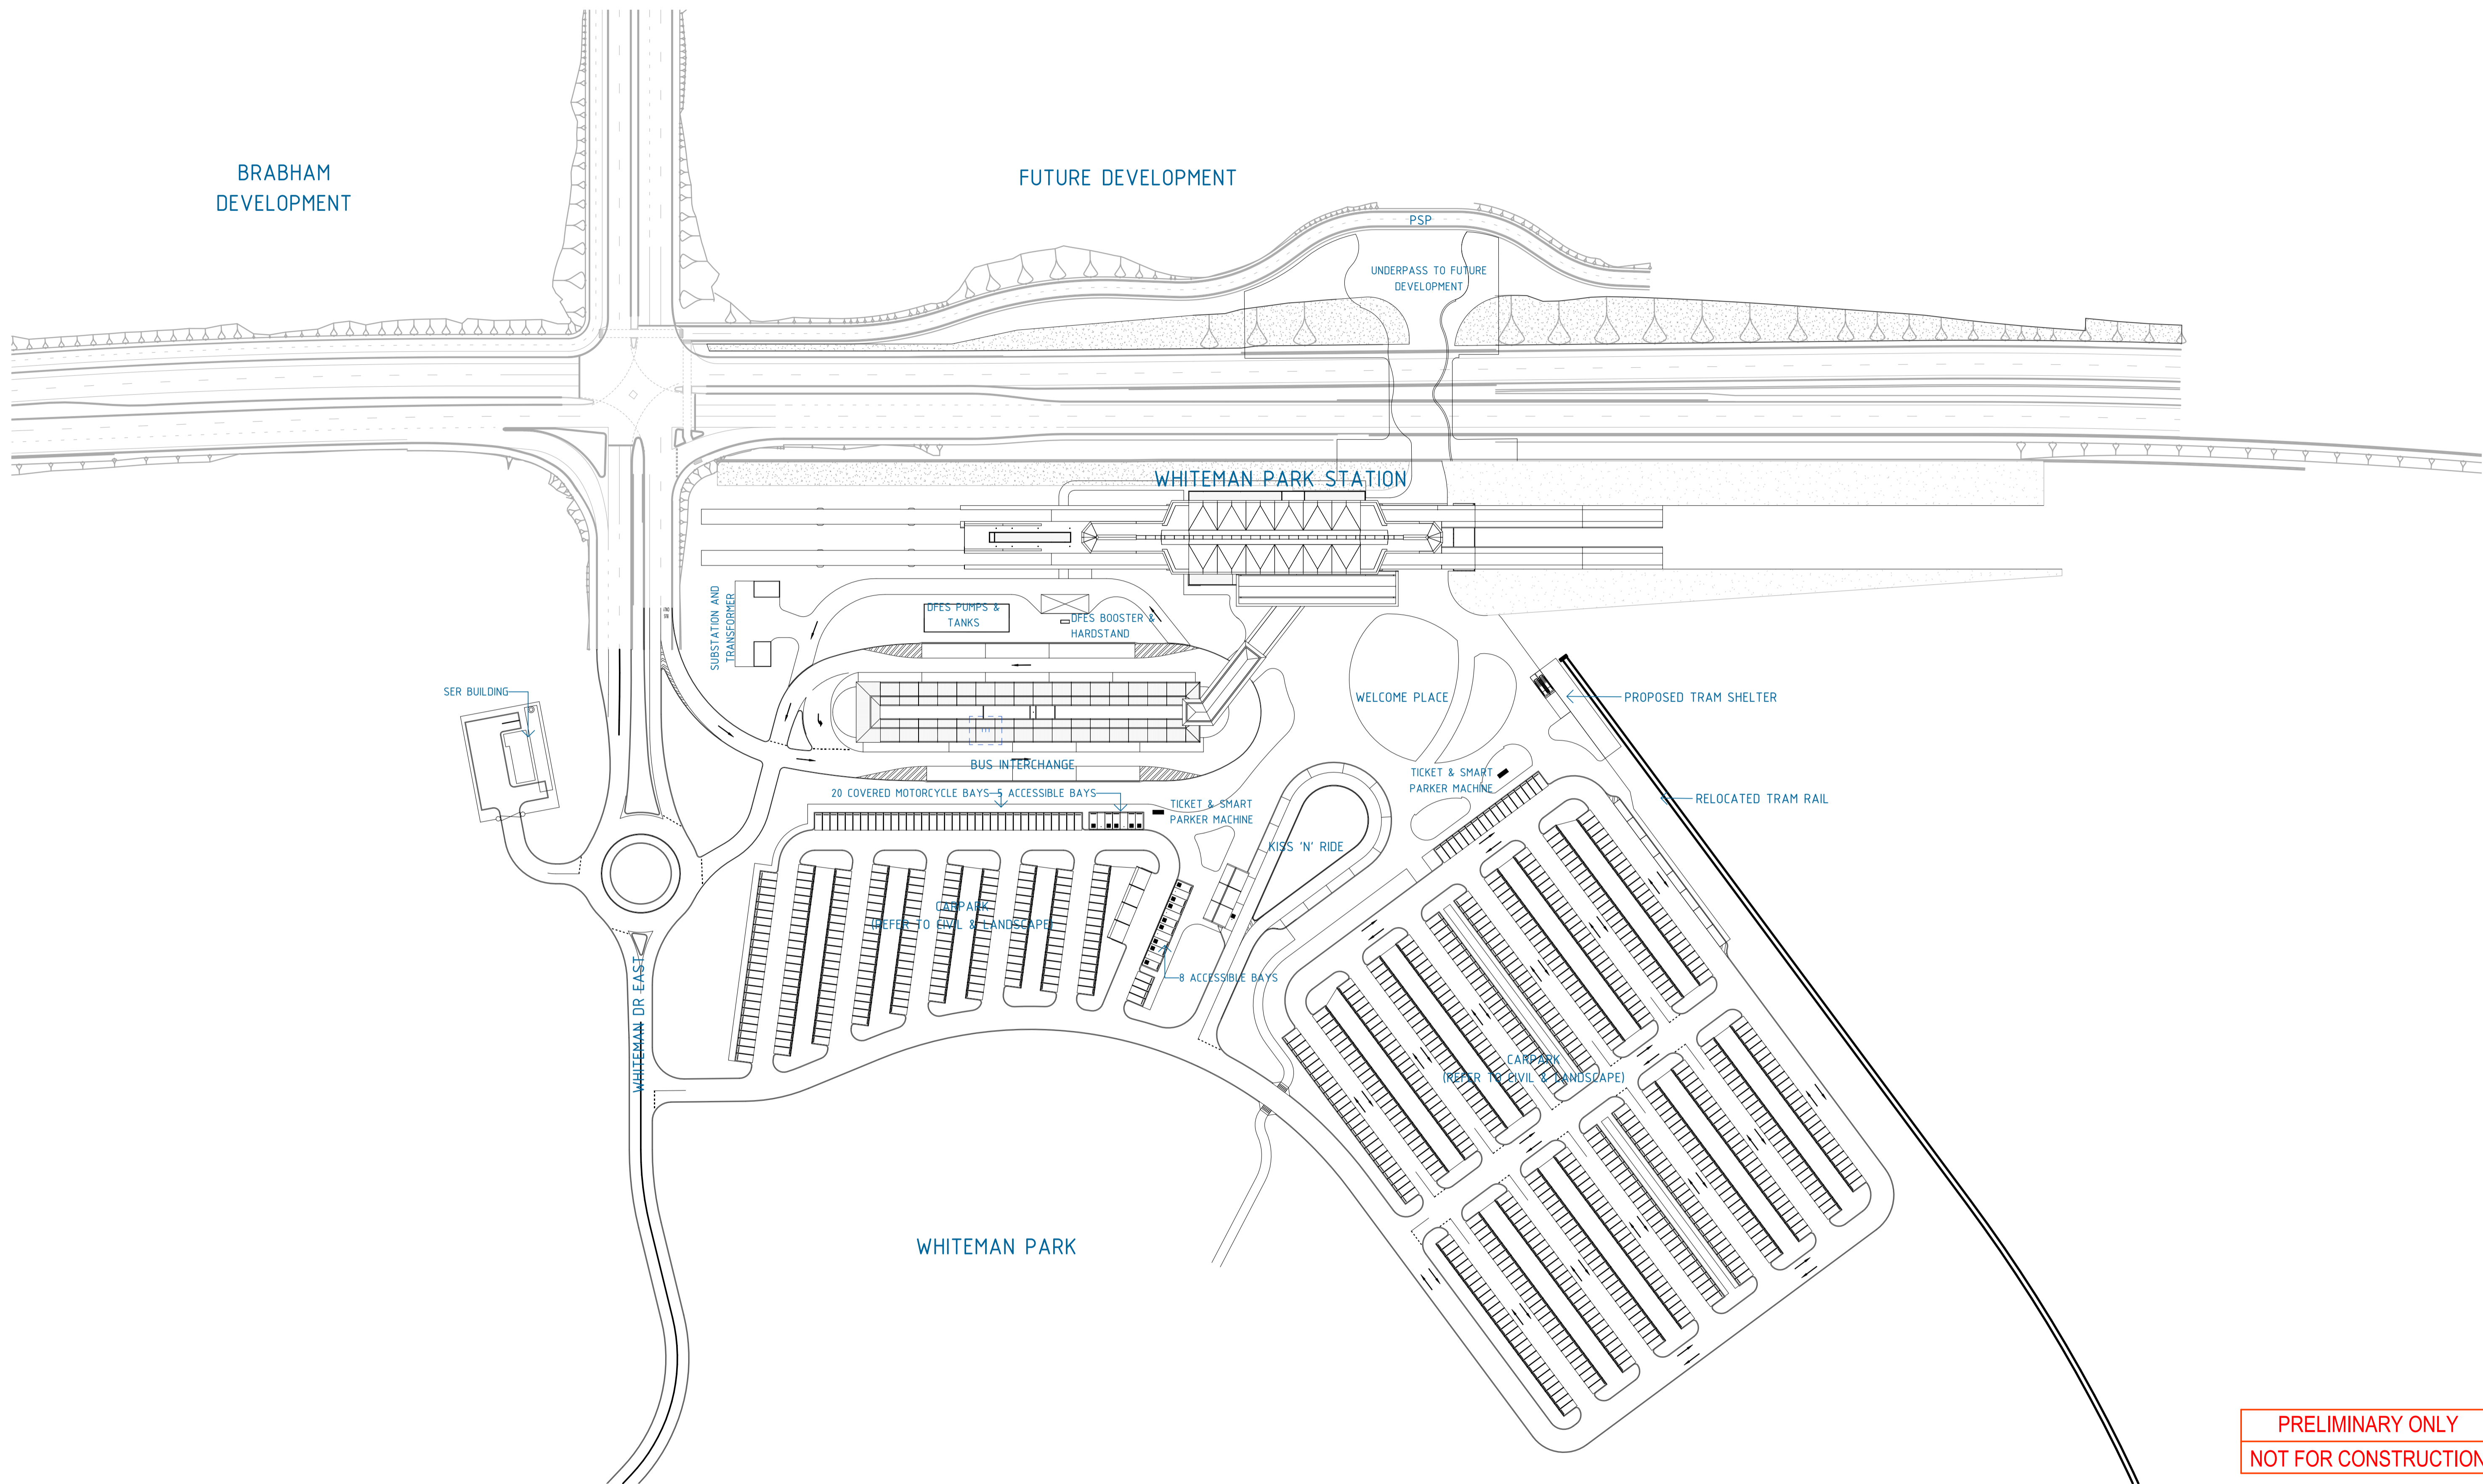 BRABHAM
DEVELOPMENT
FUTURE DEVELOPMENT
PSP
UNDERPASS TO FUTURE
DEVELOPMENT
WHITEMAN PARK STATION
SUBSTATION AND
TRANSFORMER
DFES PUMPS &
TANKS
DFES BOOSTER &
HARDSTAND
SER BUILDING
WELCOME PLACE
PROPOSED TRAM SHELTER
BUS INTERCHANGE
TICKET & SMART
PARKER MACHINE
RELOCATED TRAM RAIL
20 COVERED MOTORCYCLE BAYS
5 ACCESSIBLE BAYS
TICKET & SMART
PARKER MACHINE
KISS 'N' RIDE
CARPARK
(REFER TO CIVIL & LANDSCAPE)
8 ACCESSIBLE BAYS
WHITEMAN DR EAST
CARPARK
(REFER TO CIVIL & LANDSCAPE)
WHITEMAN PARK
PRELIMINARY ONLY
NOT FOR CONSTRUCTION